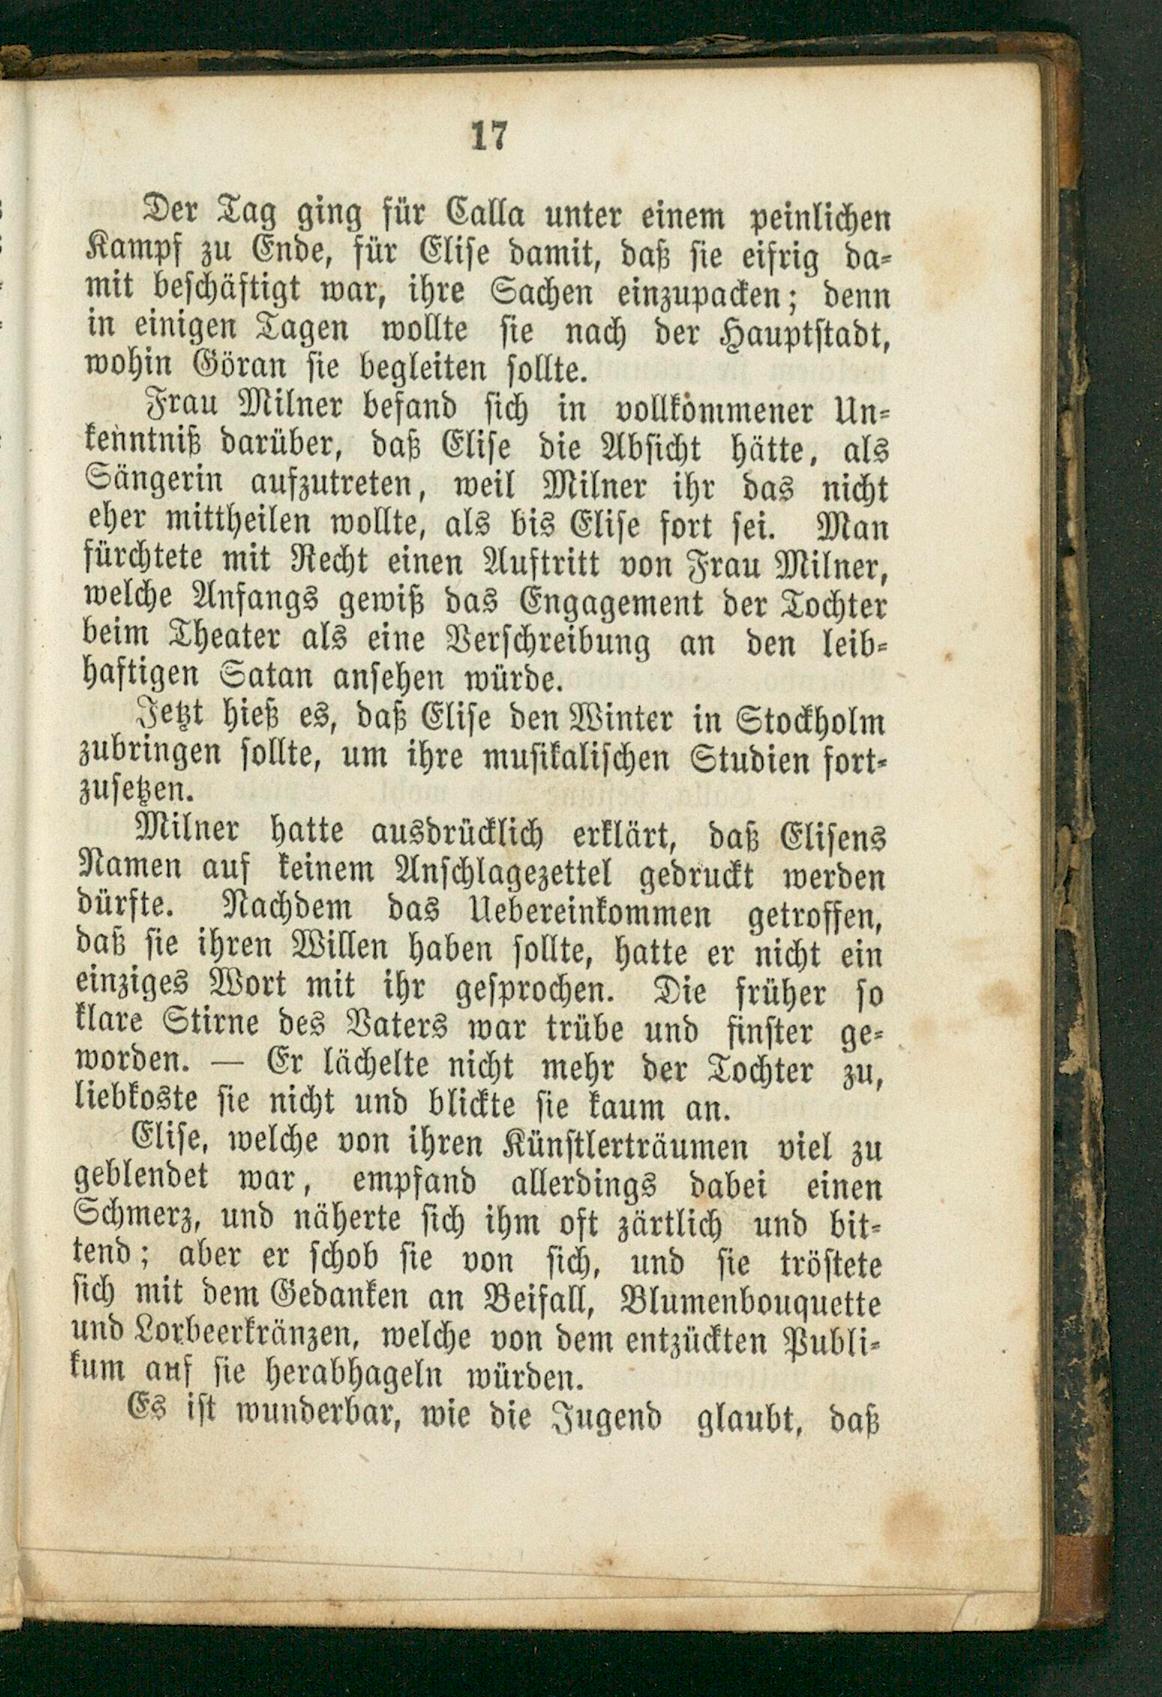 17
Der Tag ging für Calla unter einem peinlichen
Kampf zu Ende, für Elise damit, daß sie eifrig da-
mit beschäftigt war, ihre Sachen einzupacken; denn
in einigen Tagen wollte sie nach der Hauptstadt,
wohin Göran sie begleiten sollte.
Frau Milner befand sich in vollkommener Un-
kenntniß darüber, daß Elise die Absicht hätte, als
Sängerin aufzutreten, weil Milner ihr das nicht
eher mittheilen wollte, als bis Elise fort sei. Man
fürchtete mit Recht einen Auftritt von Frau Milner,
welche Anfangs gewiß das Engagement der Tochter
beim Theater als eine Verschreibung an den leib-
haftigen Satan ansehen würde.
Jetzt hieß es, daß Elise den Winter in Stockholm
zubringen sollte, um ihre musikalischen Studien fort-
zusetzen.
Milner hatte ausdrücklich erklärt, daß Elisens
Namen auf keinem Anschlagezettel gedruckt werden
dürfte. Nachdem das Uebereinkommen getroffen,
daß sie ihren Willen haben sollte, hatte er nicht ein
einziges Wort mit ihr gesprochen. Die früher so
klare Stirne des Vaters war trübe und finster ge-
worden. — Er lächelte nicht mehr der Tochter zu,
liebkoste sie nicht und blickte sie kaum an.
Elise, welche von ihren Künstlerträumen viel zu
geblendet war, empfand allerdings dabei einen
Schmerz, und näherte sich ihm oft zärtlich und bit-
tend; aber er schob sie von sich, und sie tröstete
sich mit dem Gedanken an Beifall, Blumenbouquette
und Lorbeerkränzen, welche von dem entzückten Publi-
kum auf sie herabhageln würden.
Es ist wunderbar, wie die Jugend glaubt, daß